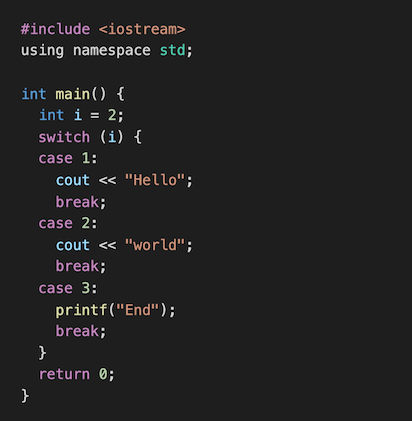 #include <iostream>
using namespace std;

int main() {
  int i = 2;
  switch (i) {
  case 1:
    cout << "Hello";
    break;
  case 2:
    cout << "world";
    break;
  case 3:
    printf("End");
    break;
  }
  return 0;
}